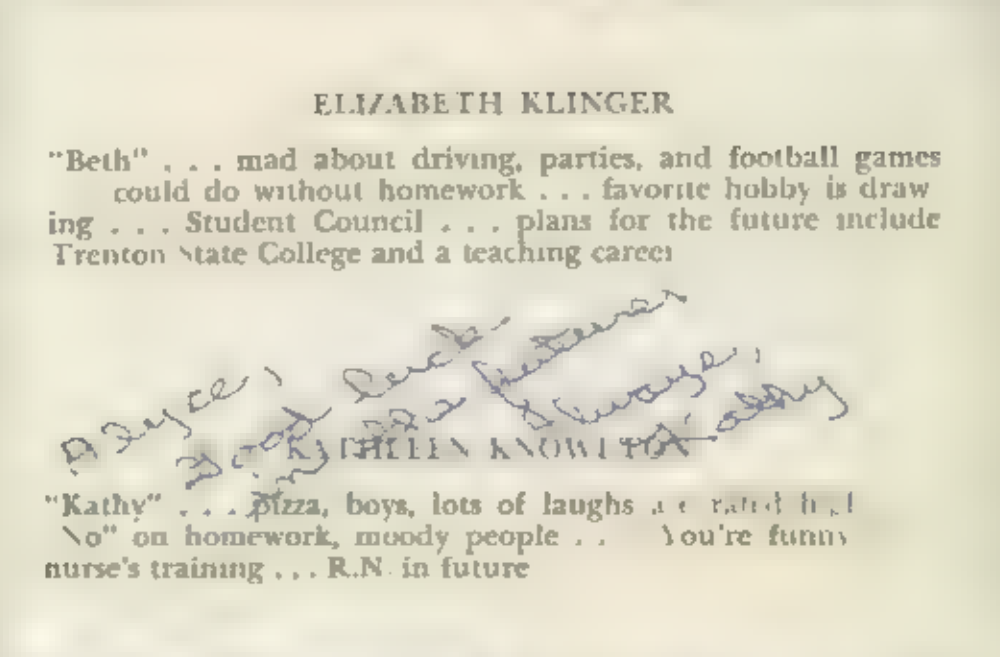 ELIZABETH KLINGER
"Beth" . . . mad about driving, parties, and football games
could do without homework . . . favorite hobby is draw
ing . . . Student Council . . . plans for the future include
Trenton State College and a teaching career
Good Luck
in the future
Always,
Kathy
KATHLEEN KNOWLTON
"Kathy" . . . pizza, boys, lots of laughs are rated high
"No" on homework, moody people . . You're funny
nurse's training . . . R.N. in future